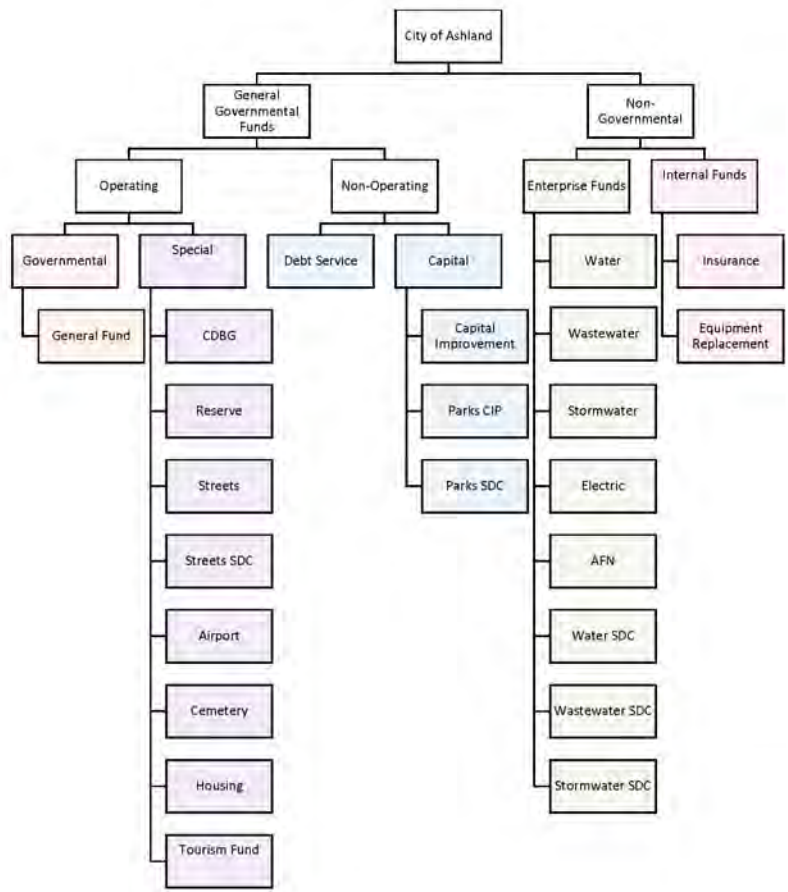 City of Ashland
General
Governmental
Funds
Non-
Governmental
Operating
Non-Operating
Enterprise Funds
Internal Funds
Governmental
Special
Debt Service
Capital
Water
Insurance
General Fund
CDBG
Capital
Improvement
Wastewater
Equipment
Replacement
Reserve
Parks CIP
Stormwater
Streets
Parks SDC
Electric
Streets SDC
AFN
Airport
Water SDC
Cemetery
Wastewater SDC
Housing
Stormwater SDC
Tourism Fund